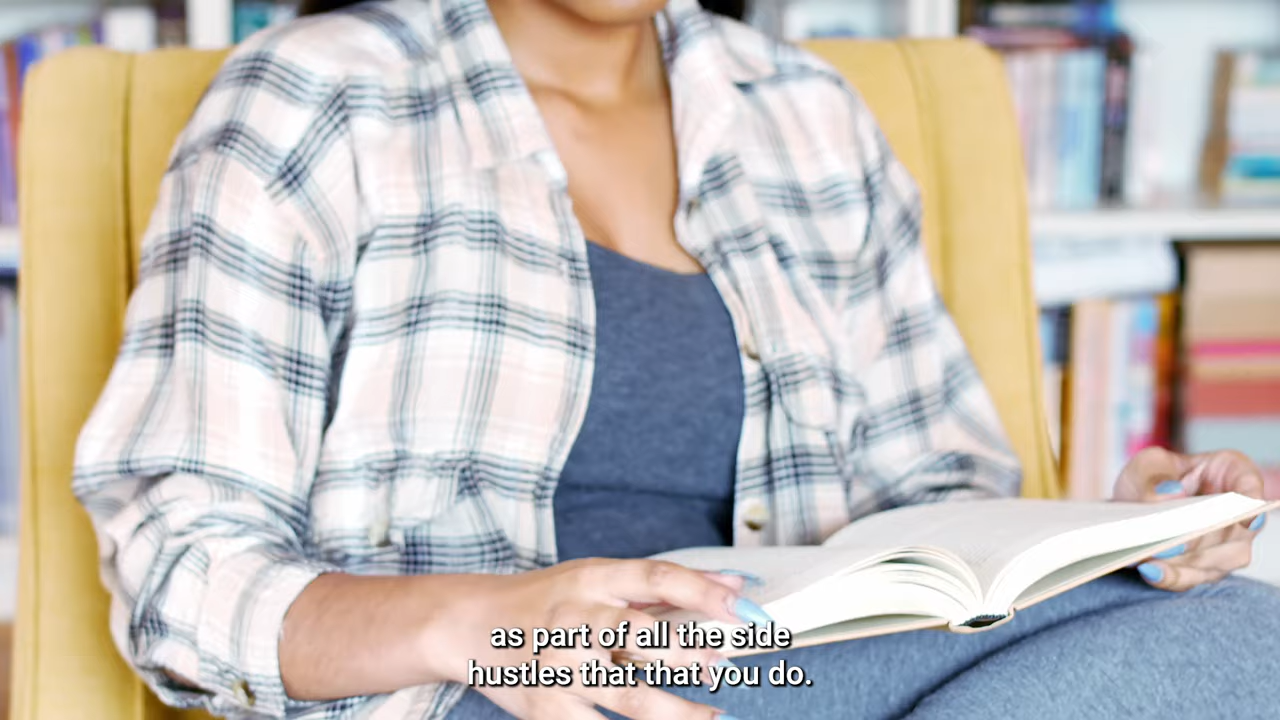 as part of all the side
hustles that that you do.